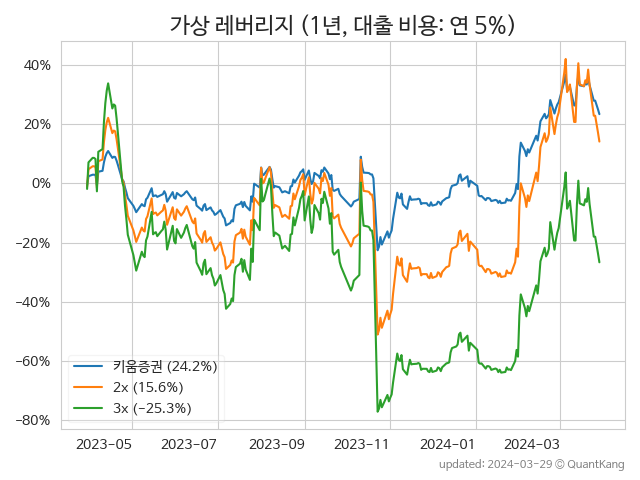 가상 레버리지 (1년, 대출 비용: 연 5%)
40%
20%
0%
−20%
−40%
−60%
−80%
키움증권 (24.2%)
2x (15.6%)
3x (−25.3%)
2023-05
2023-07
2023-09
2023-11
2024-01
2024-03
updated: 2024-03-29 © QuantKang